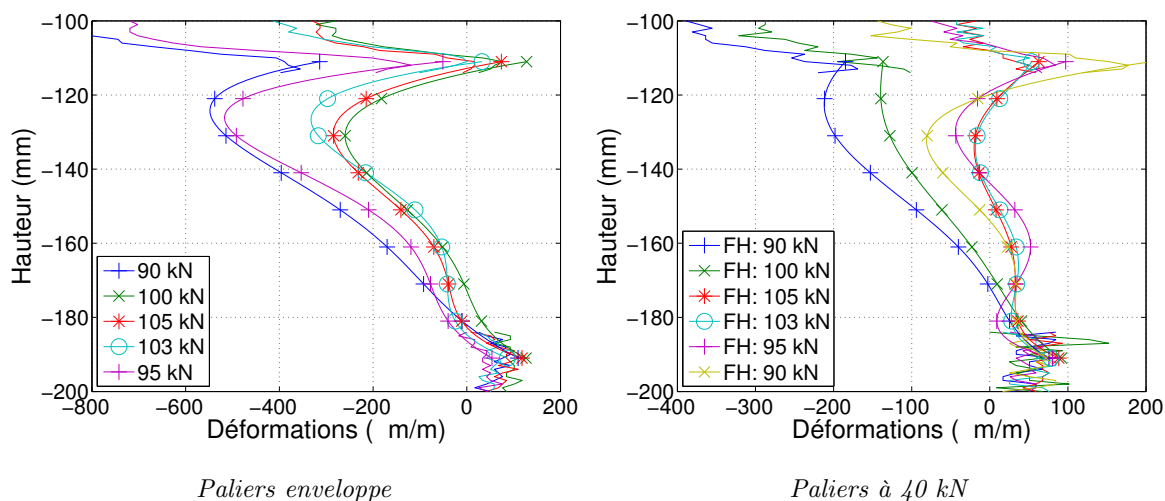 −100
−120
−140
−160
−180
−200
Hauteur (mm)
90 kN
100 kN
105 kN
103 kN
95 kN
−800 −600 −400 −200 0 200
Déformations ( m/m)
Paliers enveloppe
−100
−120
−140
−160
−180
−200
Hauteur (mm)
FH: 90 kN
FH: 100 kN
FH: 105 kN
FH: 103 kN
FH: 95 kN
FH: 90 kN
−400 −300 −200 −100 0 100 200
Déformations ( m/m)
Paliers à 40 kN